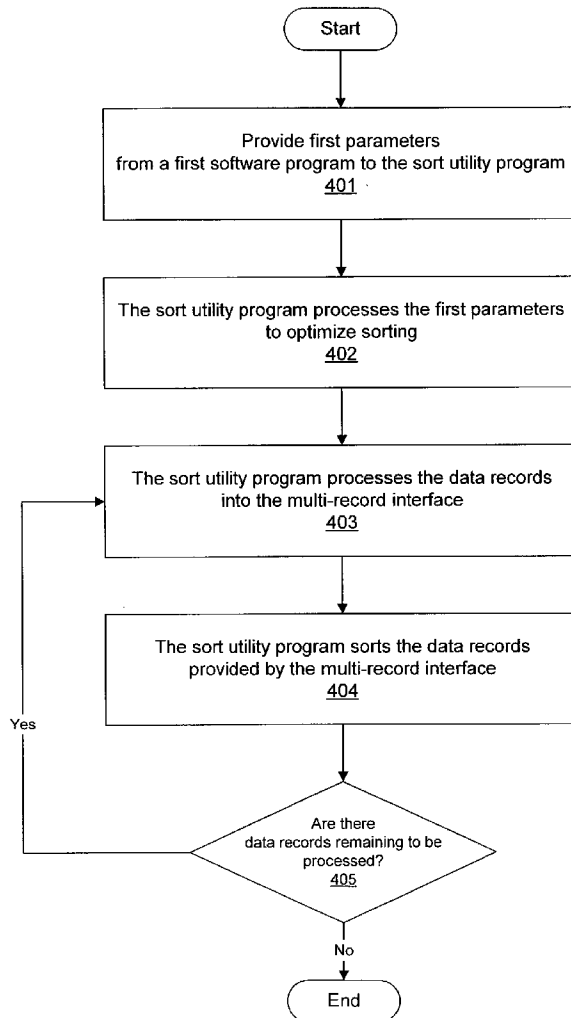 Start
Provide first parameters
from a first software program to the sort utility program
401
The sort utility program processes the first parameters
to optimize sorting
402
The sort utility program processes the data records
into the multi-record interface
403
The sort utility program sorts the data records
provided by the multi-record interface
404
Yes
Are there
data records remaining to be
processed?
405
No
End